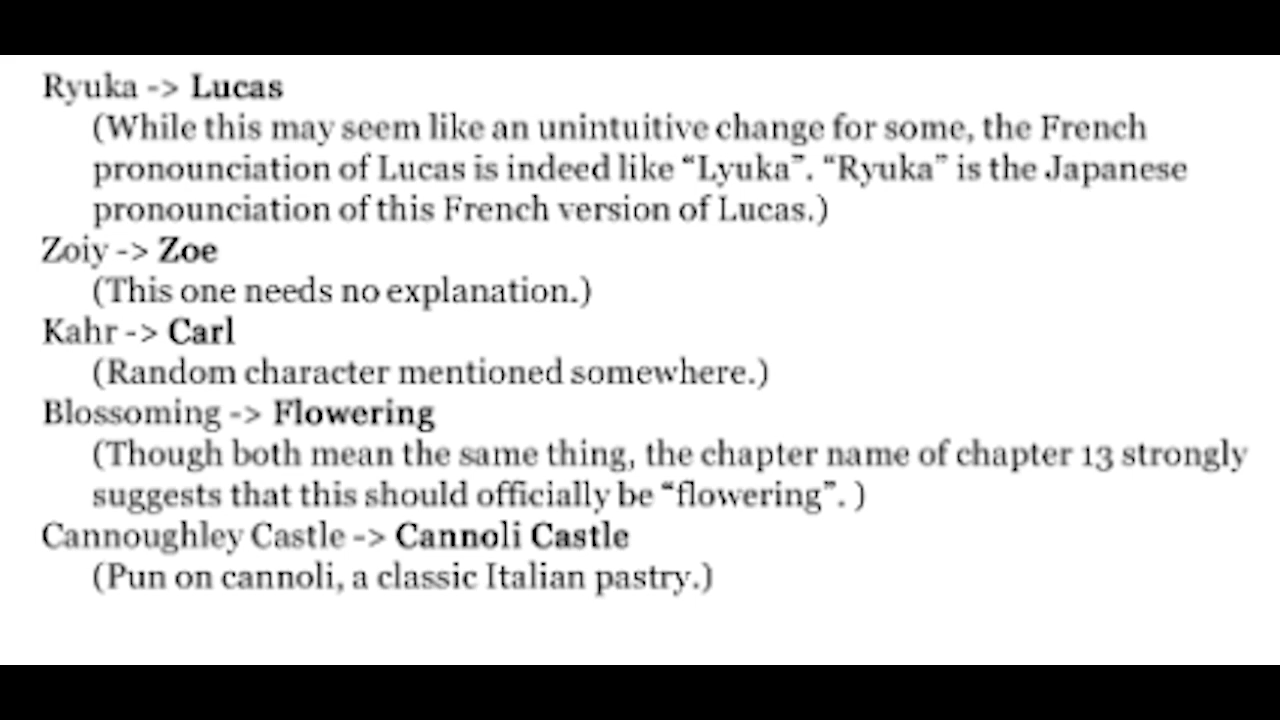 Ryuka -> Lucas
(While this may seem like an unintuitive change for some, the French
pronounciation of Lucas is indeed like “Lyuka”. “Ryuka” is the Japanese
pronounciation of this French version of Lucas.)
Zoiy -> Zoe
(This one needs no explanation.)
Kahr -> Carl
(Random character mentioned somewhere.)
Blossoming -> Flowering
(Though both mean the same thing, the chapter name of chapter 13 strongly
suggests that this should officially be “flowering”. )
Cannoughley Castle -> Cannoli Castle
(Pun on cannoli, a classic Italian pastry.)